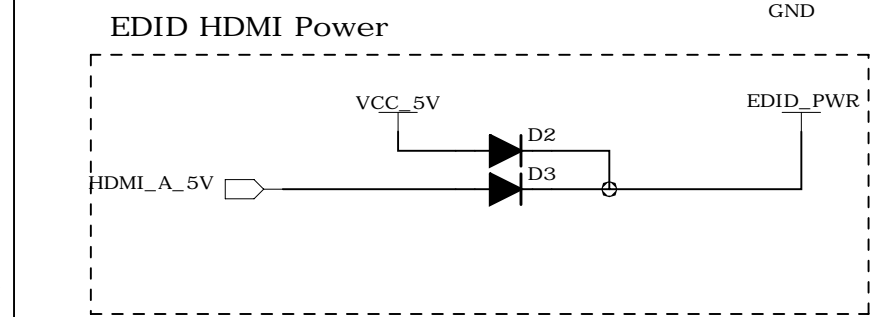 GND
EDID HDMI Power
VCC_5V
EDID_PWR
D2
D3
HDMI_A_5V